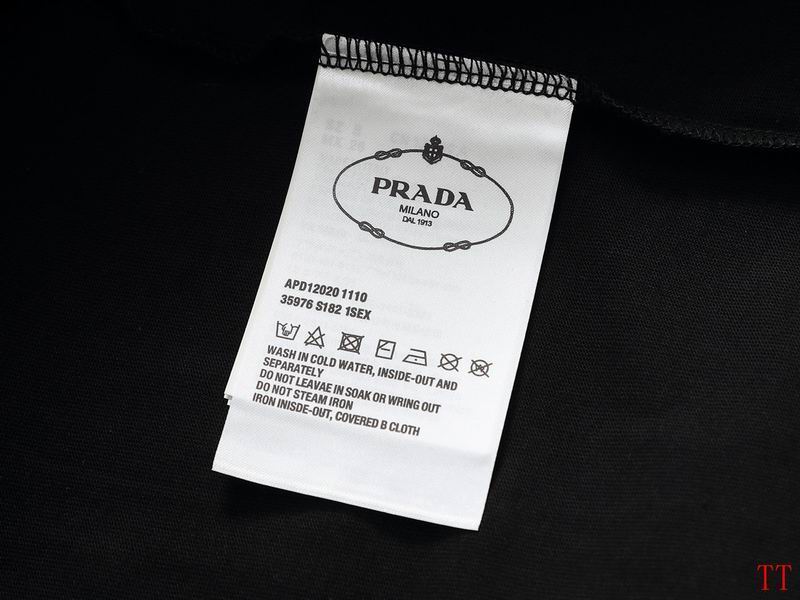 PRADA
MILANO
DAL 1913
APD12020 1110
35976 S182 1SEX
WASH IN COLD WATER, INSIDE-OUT AND
SEPARATELY
DO NOT LEAVAE IN SOAK OR WRING OUT
DO NOT STEAM IRON
IRON INISDE-OUT, COVERED B CLOTH
TT